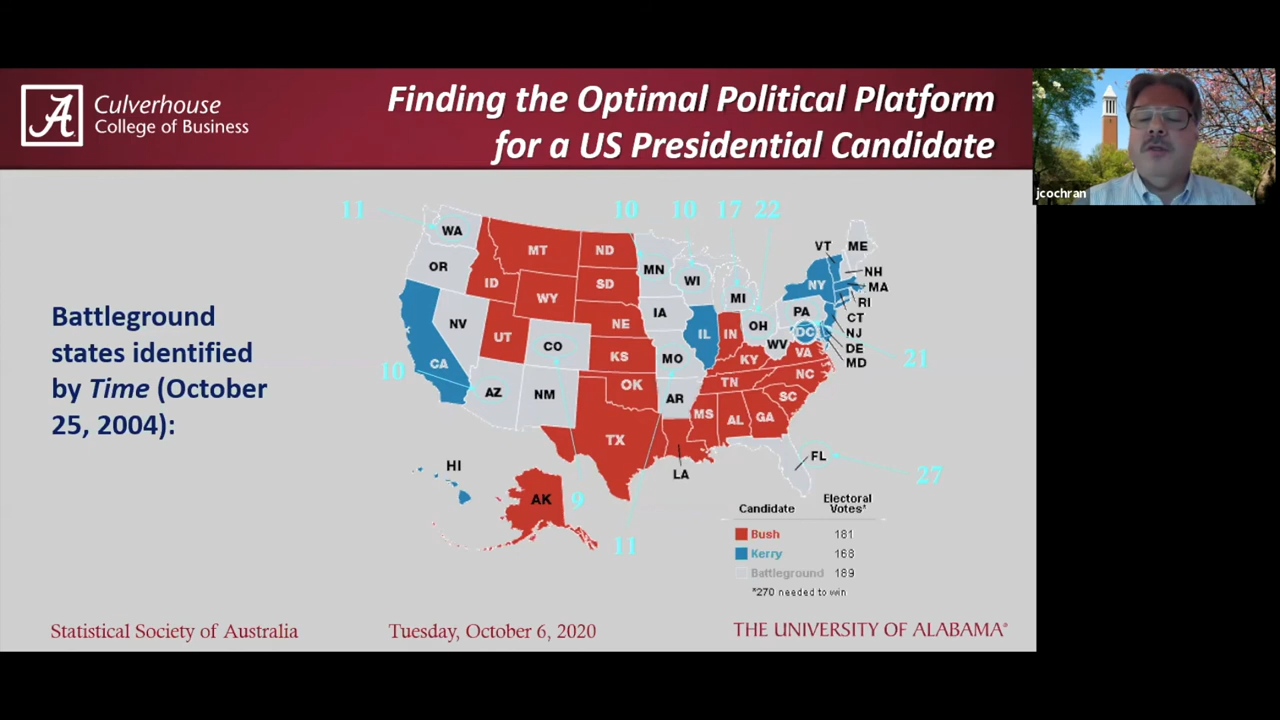 Culverhouse
College of Business
Finding the Optimal Political Platform
for a US Presidential Candidate
jcochran
Battleground
states identified
by Time (October
25, 2004):
11
10
10
17
22
WA
OR
CA
NV
ID
MT
WY
UT
CO
AZ
NM
ND
SD
NE
KS
OK
TX
MN
IA
MO
AR
LA
WI
IL
MI
IN
OH
KY
TN
MS
AL
GA
SC
NC
VA
WV
PA
DC
NY
VT
ME
NH
MA
RI
CT
NJ
DE
MD
FL
HI
AK
10
21
27
9
11
Candidate Electoral Votes*
Bush 181
Kerry 168
Battleground 189
*270 needed to win
Statistical Society of Australia
Tuesday, October 6, 2020
THE UNIVERSITY OF ALABAMA®